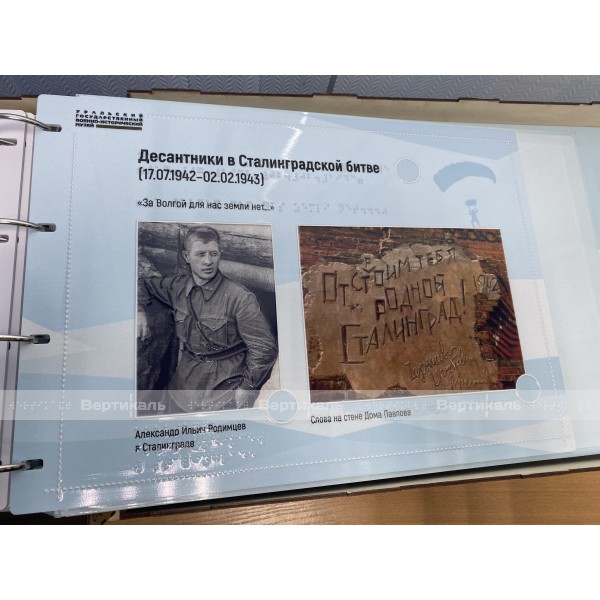 УРАЛЬСКИЙ
ГОСУДАРСТВЕННЫЙ
ВОЕННО-ИСТОРИЧЕСКИЙ
МУЗЕЙ
Десантники в Сталинградской битве
(17.07.1942–02.02.1943)
«За Волгой для нас земли нет...»
ОТСТОИМ ТЕБЯ
РОДНОЙ
СТАЛИНГРАД!
Вертикаль
Вертикаль
Александр Ильич Родимцев
в Сталинграде
Слова на стене Дома Павлова